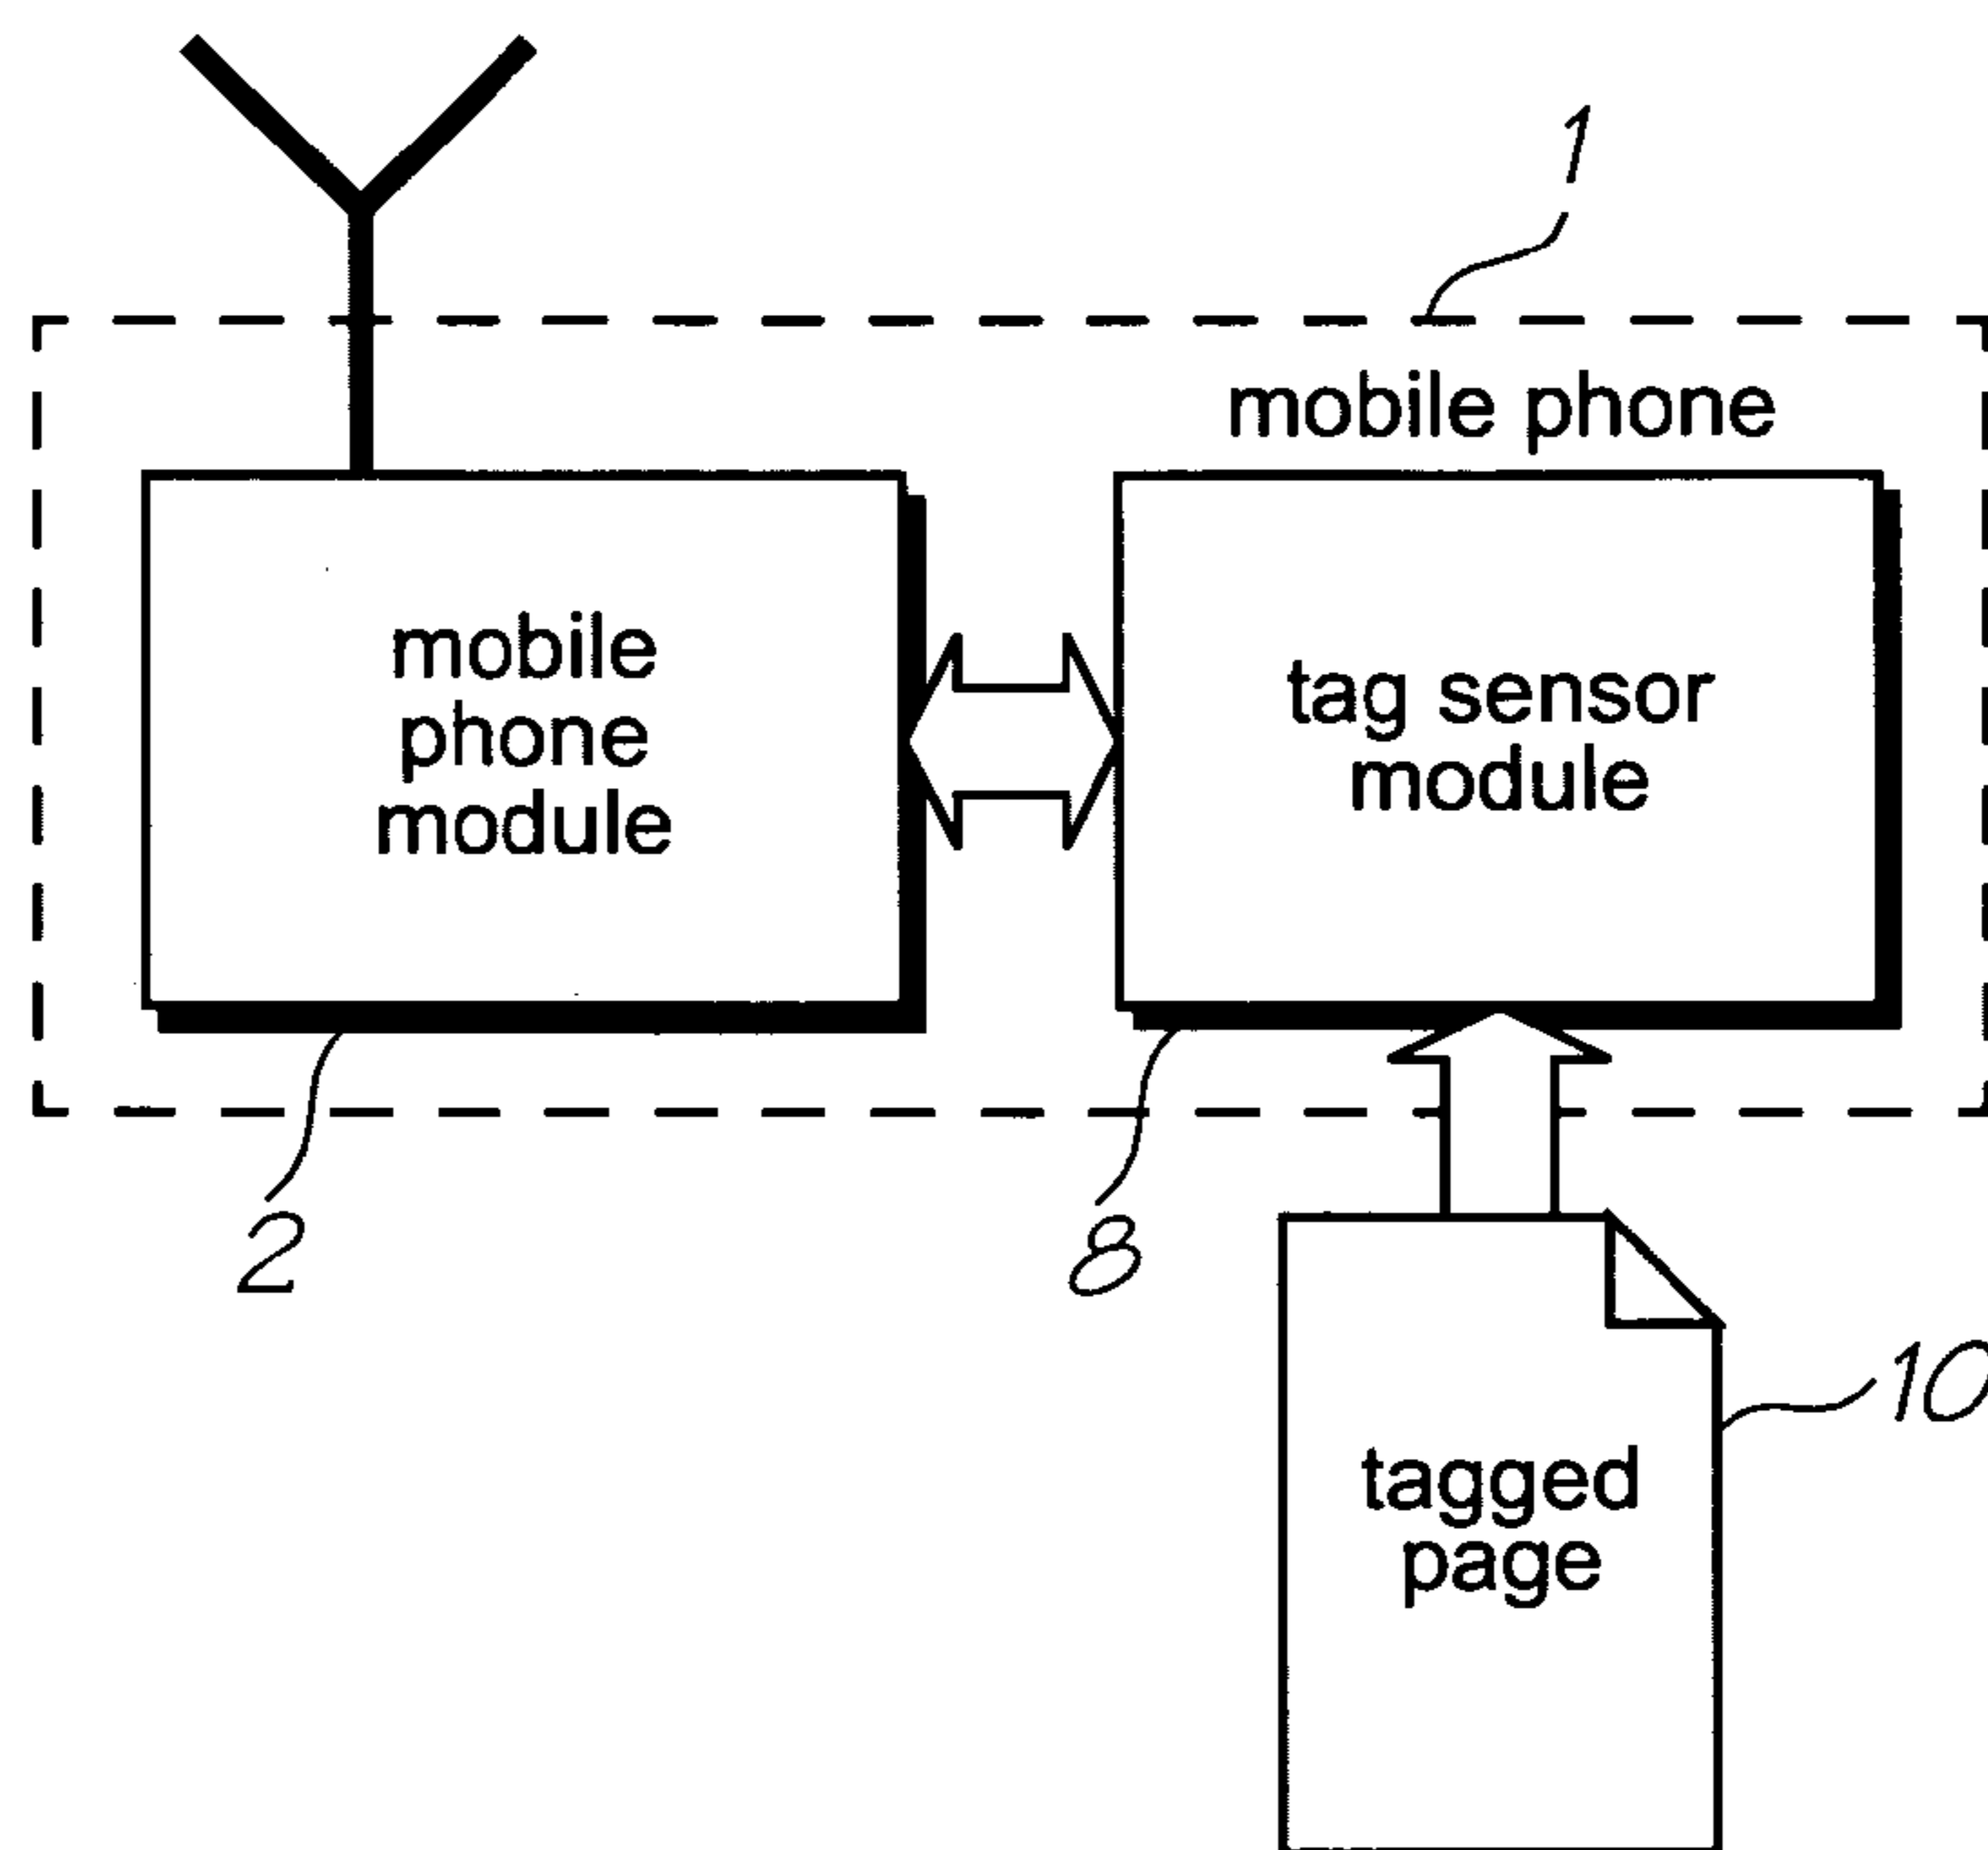 1
mobile phone
mobile
phone
module
tag sensor
module
2
8
10
tagged
page